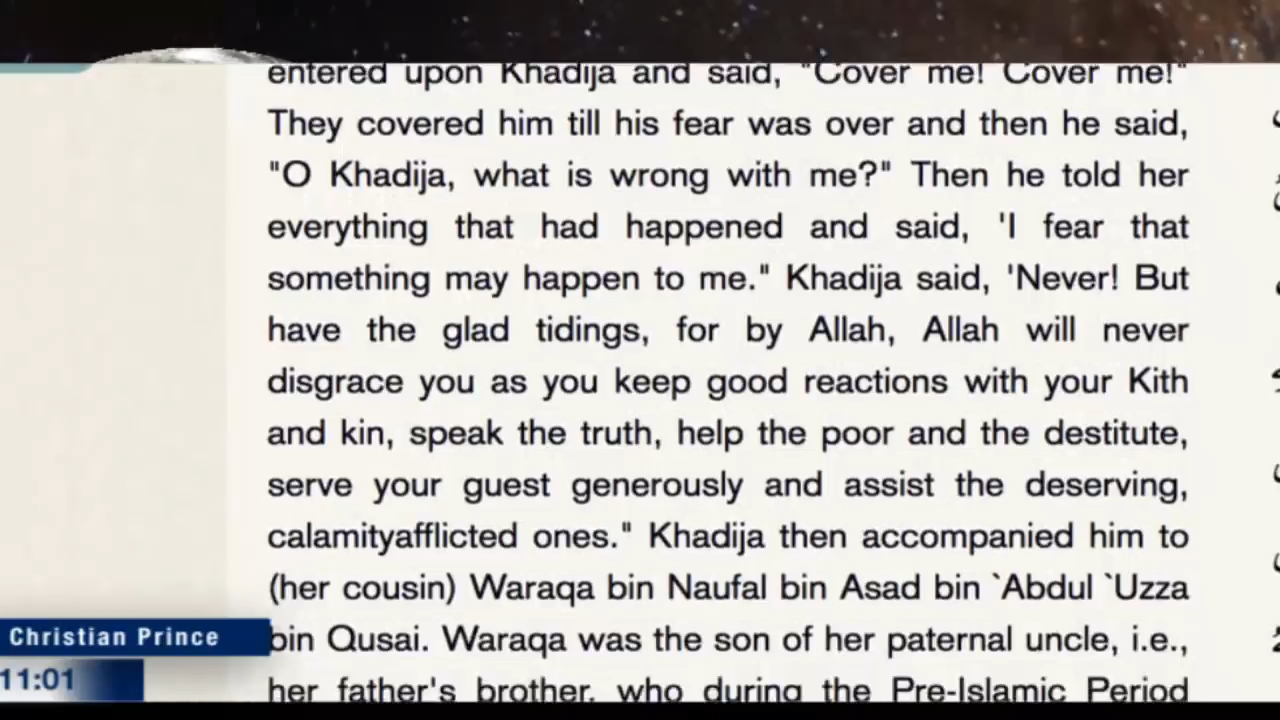 entered upon Khadija and said, "Cover me! Cover me!"
They covered him till his fear was over and then he said,
"O Khadija, what is wrong with me?" Then he told her
everything that had happened and said, 'I fear that
something may happen to me." Khadija said, 'Never! But
have the glad tidings, for by Allah, Allah will never
disgrace you as you keep good reactions with your Kith
and kin, speak the truth, help the poor and the destitute,
serve your guest generously and assist the deserving,
calamityafflicted ones." Khadija then accompanied him to
(her cousin) Waraqa bin Naufal bin Asad bin `Abdul `Uzza
bin Qusai. Waraqa was the son of her paternal uncle, i.e.,
her father's brother, who during the Pre-Islamic Period
Christian Prince
11:01